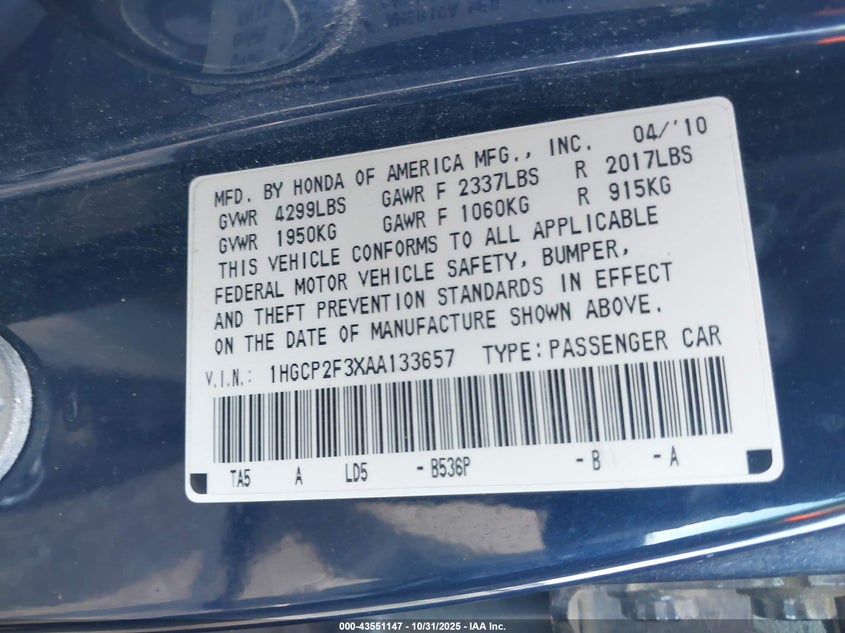 MFD. BY HONDA OF AMERICA MFG., INC. 04/'10
GVWR 4299LBS GAWR F 2337LBS R 2017LBS
GVWR 1950KG GAWR F 1060KG R 915KG
THIS VEHICLE CONFORMS TO ALL APPLICABLE
FEDERAL MOTOR VEHICLE SAFETY, BUMPER,
AND THEFT PREVENTION STANDARDS IN EFFECT
ON THE DATE OF MANUFACTURE SHOWN ABOVE.
V.I.N.: 1HGCP2F3XAA133657 TYPE: PASSENGER CAR
TA5 A LD5 -B536P -B -A
000-43551147 - 10/31/2025 - IAA Inc.